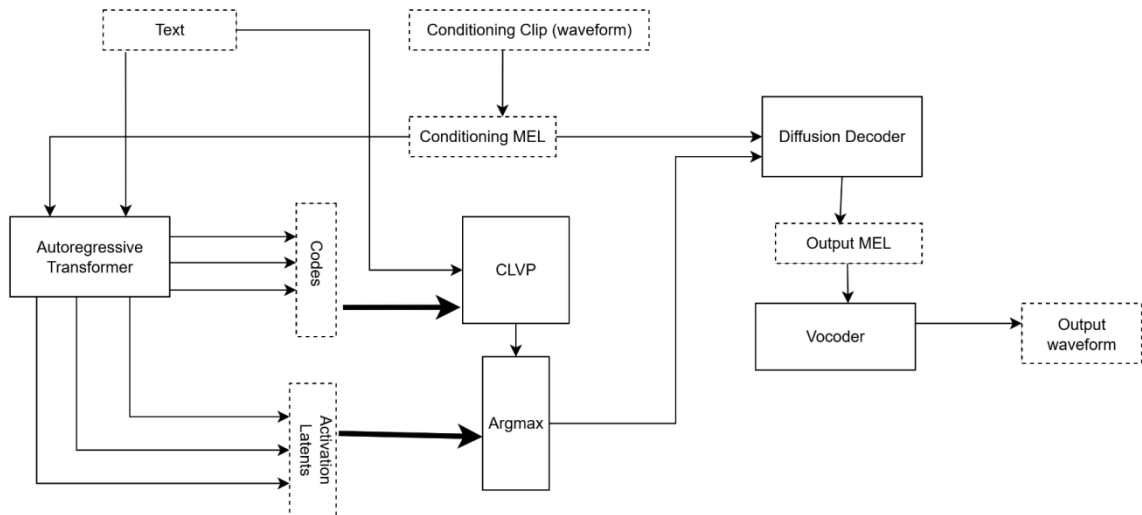 Text
Conditioning Clip (waveform)
Conditioning MEL
Diffusion Decoder
Autoregressive
Transformer
Codes
CLVP
Output MEL
Vocoder
Output
waveform
Argmax
Activation
Latents